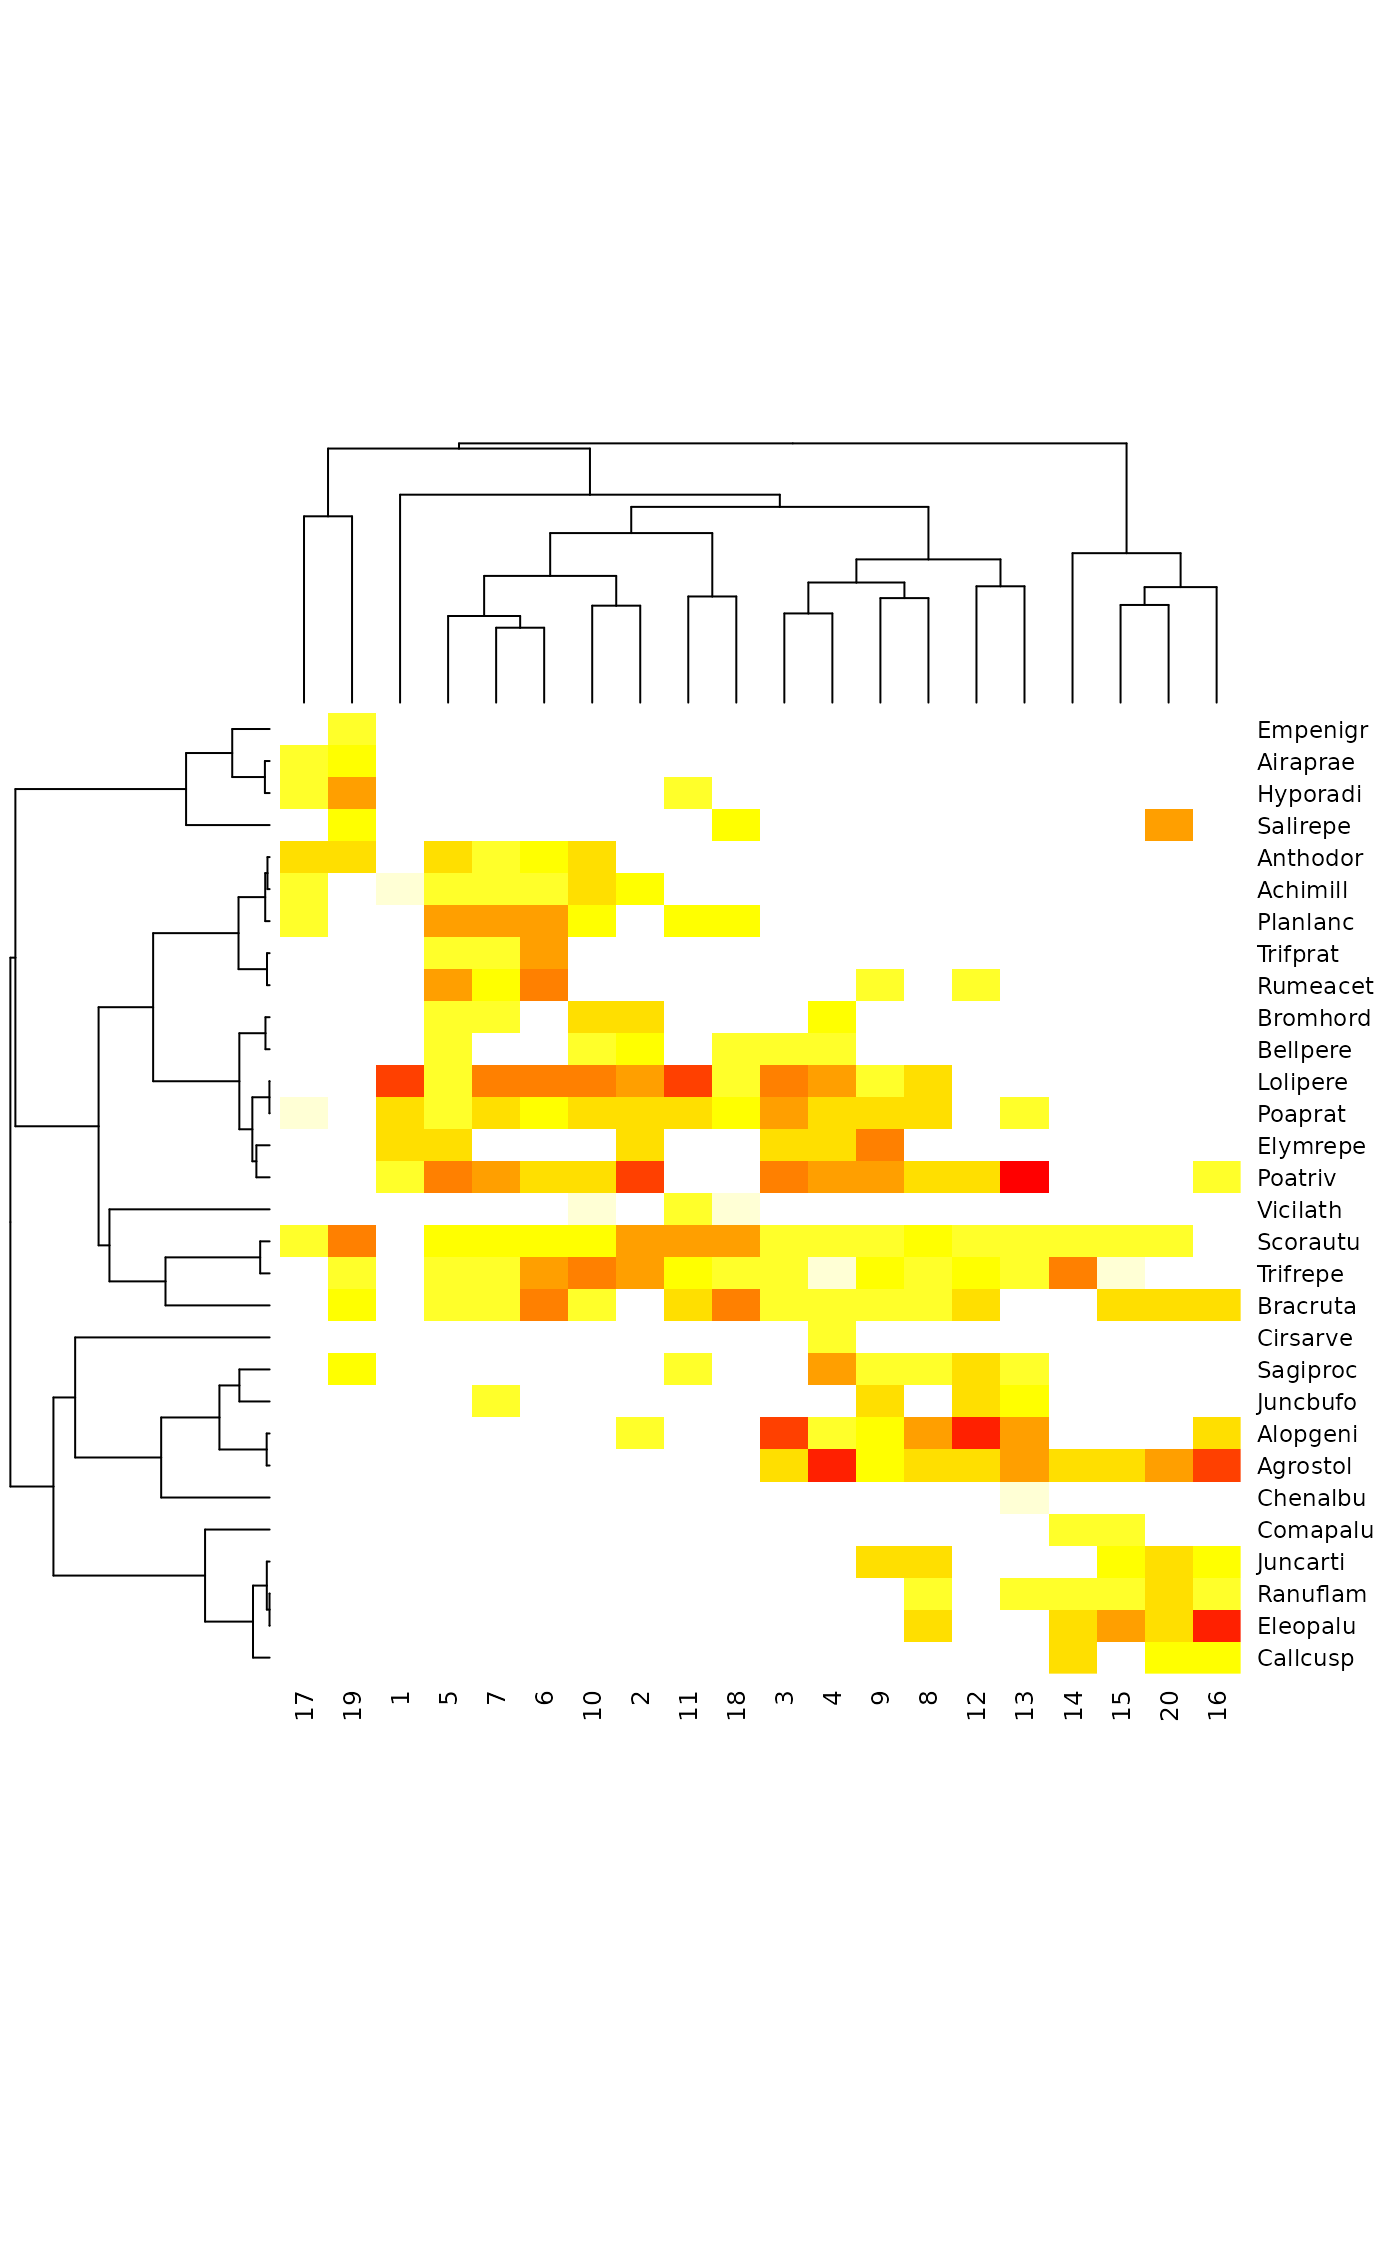 Empenigr
Airaprae
Hyporadi
Salirepe
Anthodor
Achimill
Planlanc
Trifprat
Rumeacet
Bromhord
Bellpere
Lolipere
Poaprat
Elymrepe
Poatriv
Vicilath
Scorautu
Trifrepe
Bracruta
Cirsarve
Sagiproc
Juncbufo
Alopgeni
Agrostol
Chenalbu
Comapalu
Juncarti
Ranuflam
Eleopalu
Callcusp
17 19 1 5 7 6 10 2 11 18 3 4 9 8 12 13 14 15 20 16